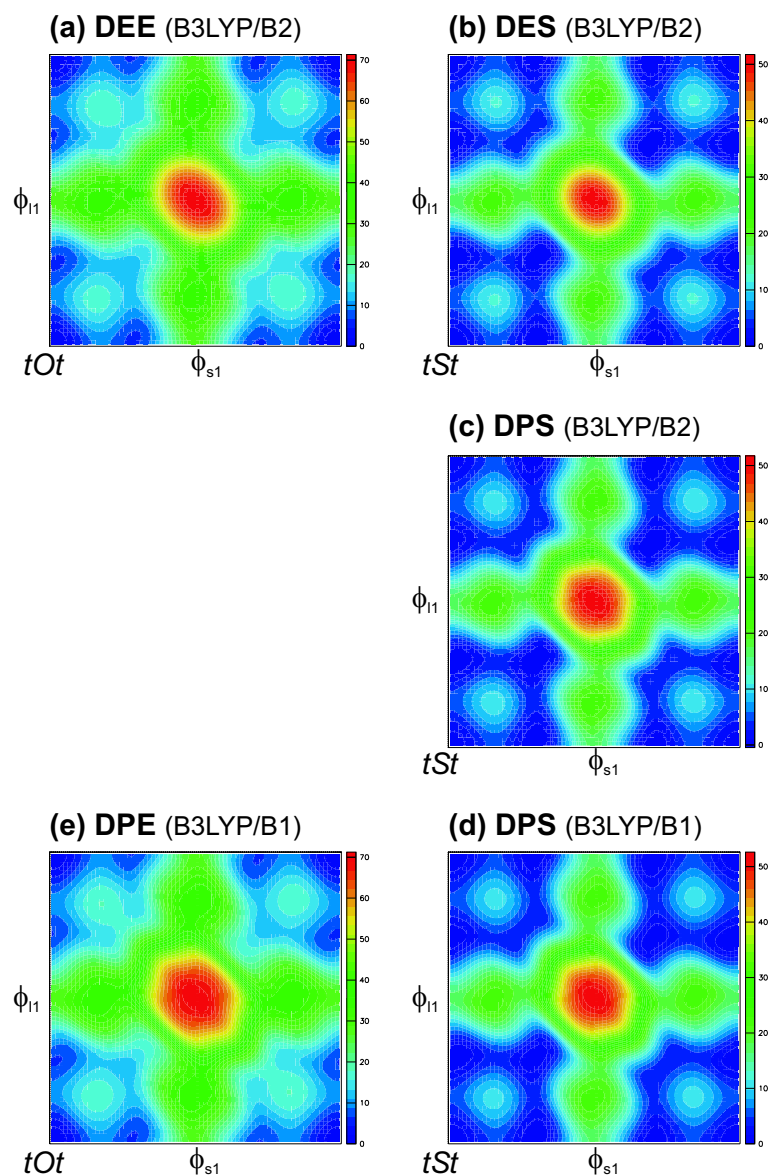 (a) DEE (B3LYP/B2)
70
60
50
40
30
20
10
0
ϕl1
tOt
ϕs1
(b) DES (B3LYP/B2)
50
40
30
20
10
0
ϕl1
tSt
ϕs1
(c) DPS (B3LYP/B2)
50
40
30
20
10
0
ϕl1
tSt
ϕs1
(e) DPE (B3LYP/B1)
70
60
50
40
30
20
10
0
ϕl1
tOt
ϕs1
(d) DPS (B3LYP/B1)
50
40
30
20
10
0
ϕl1
tSt
ϕs1